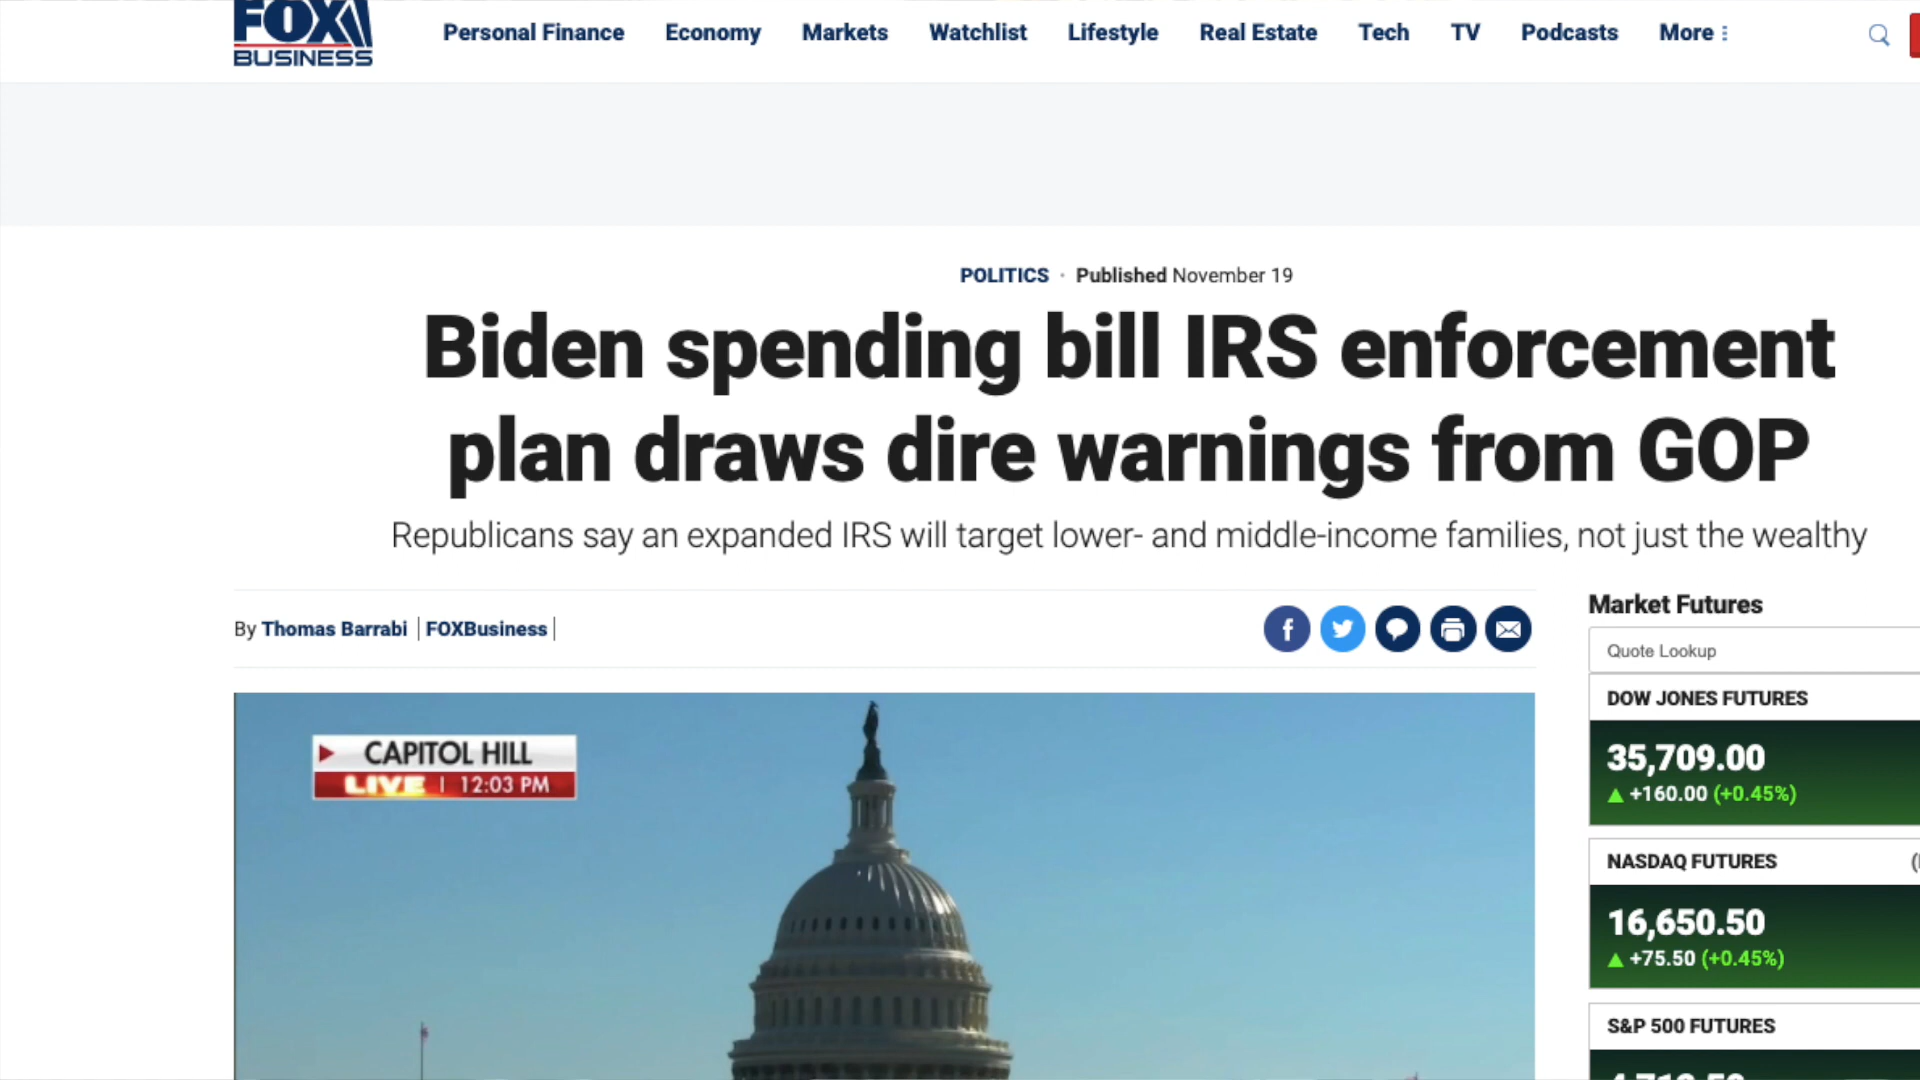 FOX
BUSINESS
Personal Finance Economy Markets Watchlist Lifestyle Real Estate Tech TV Podcasts More
POLITICS · Published November 19
Biden spending bill IRS enforcement
plan draws dire warnings from GOP
Republicans say an expanded IRS will target lower- and middle-income families, not just the wealthy
By Thomas Barrabi | FOXBusiness |
CAPITOL HILL
LIVE | 12:03 PM
Market Futures
Quote Lookup
DOW JONES FUTURES
35,709.00
+160.00 (+0.45%)
NASDAQ FUTURES
16,650.50
+75.50 (+0.45%)
S&P 500 FUTURES